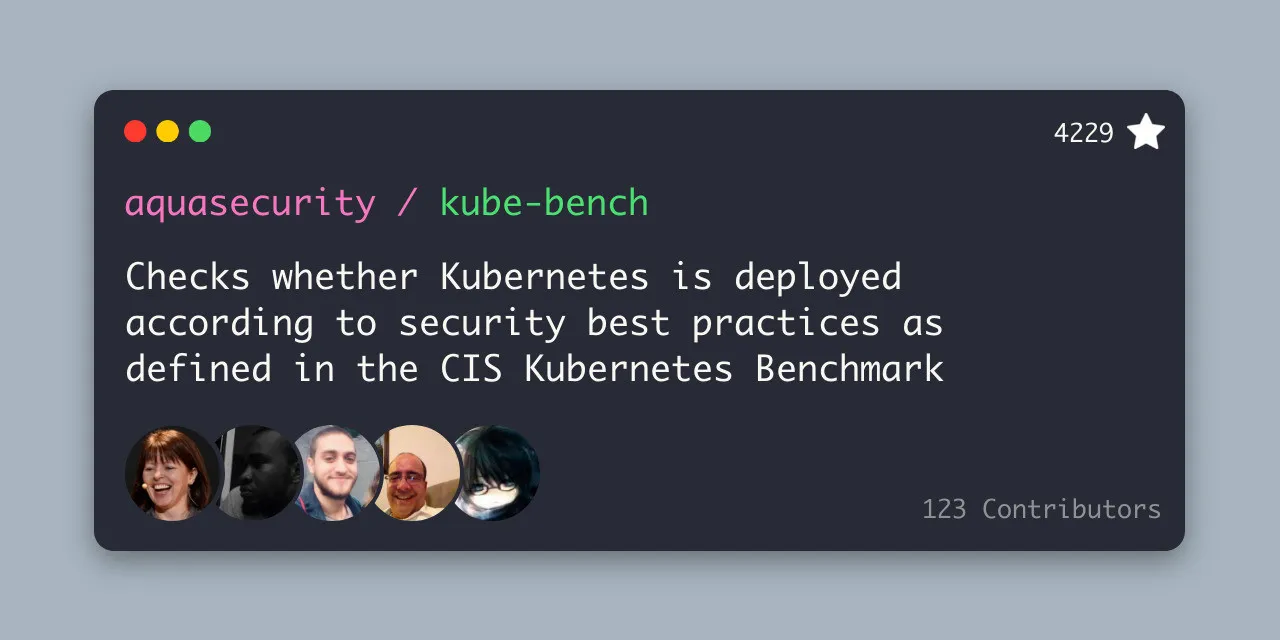 4229
aquasecurity / kube-bench
Checks whether Kubernetes is deployed
according to security best practices as
defined in the CIS Kubernetes Benchmark
123 Contributors